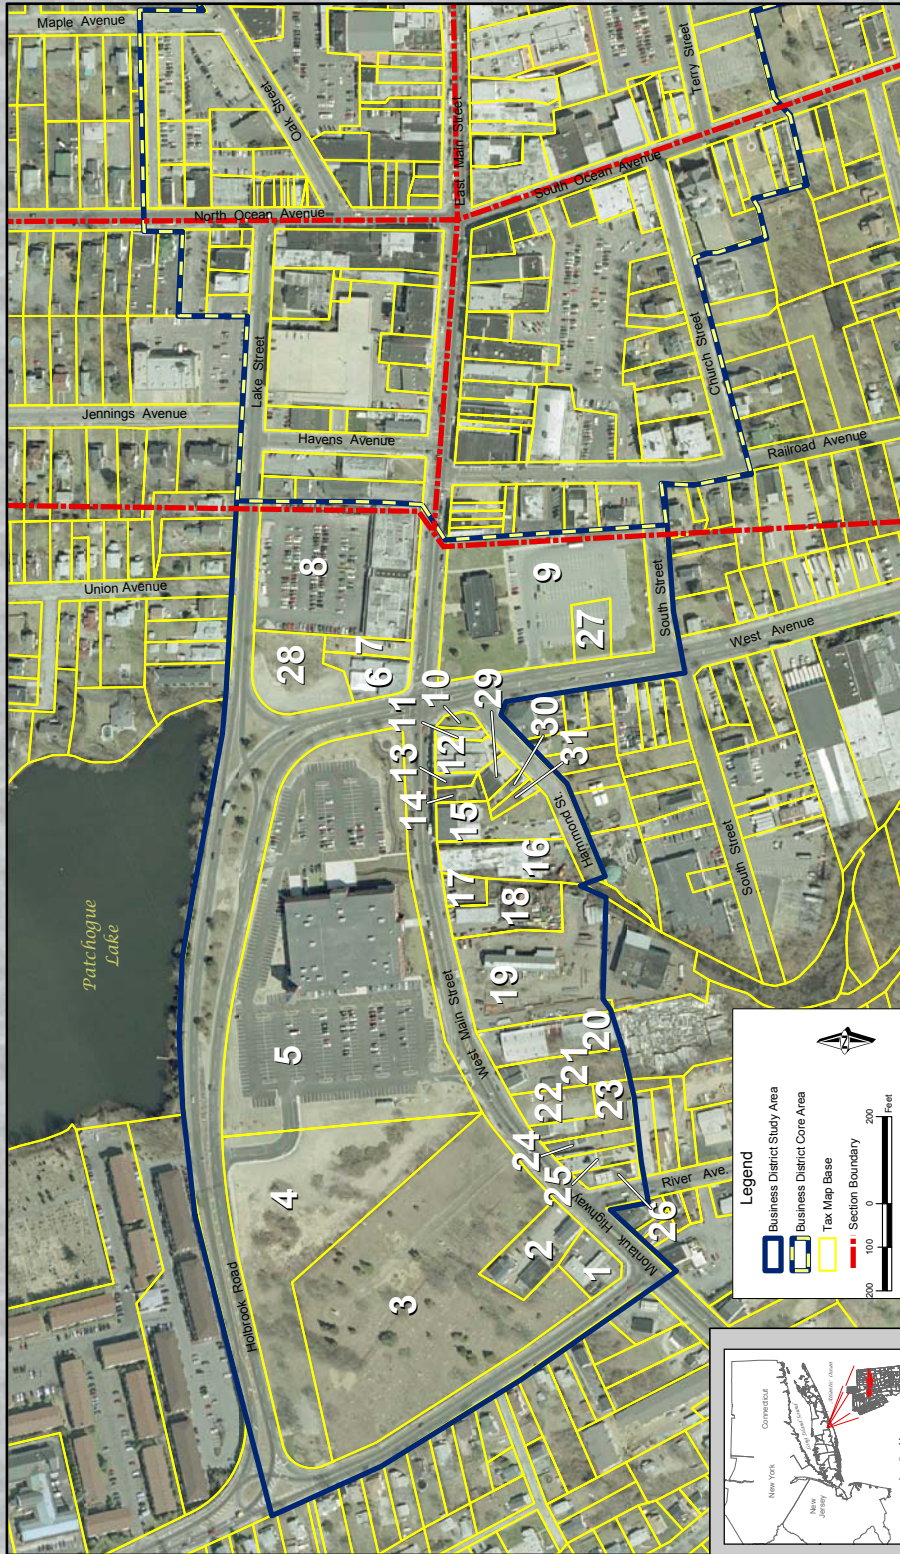 Maple Avenue
Oak Street
East Main Street
Terry Street
North Ocean Avenue
South Ocean Avenue
Lake Street
Church Street
Jennings Avenue
Havens Avenue
Railroad Avenue
Union Avenue
South Street
West Avenue
8
9
27
28
7
6
10
29
11
30
12
31
13
14
15
16
Hammond St.
South Street
17
18
19
Patchogue
Lake
West Main Street
5
20
21
22
23
24
25
26
River Ave.
Montauk Highway
4
2
1
3
Holbrook Road
Legend
Business District Study Area
Business District Core Area
Tax Map Base
Section Boundary
N
200
100
0
200
Feet
Connecticut
New York
New
Jersey
Long Island Sound
Atlantic Ocean